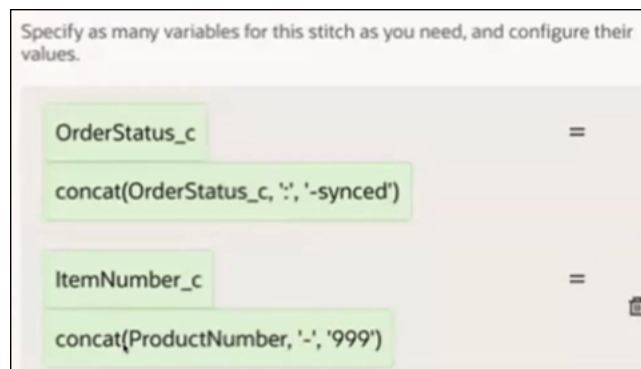 Specify as many variables for this stitch as you need, and configure their
values.
OrderStatus_c =
concat(OrderStatus_c, ':', '-synced')
ItemNumber_c =
concat(ProductNumber, '-', '999')